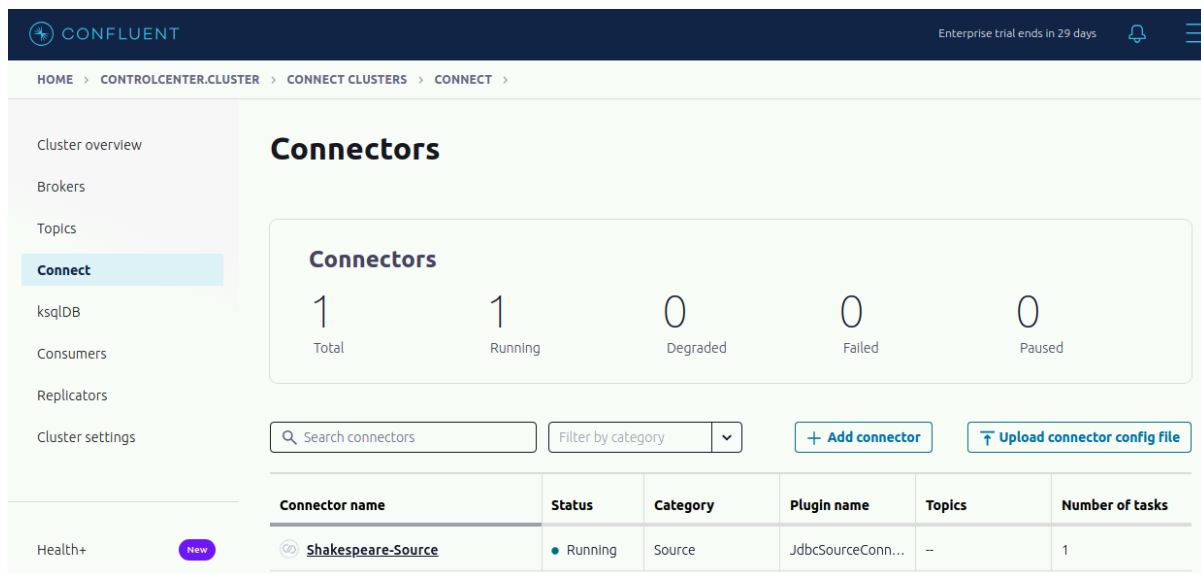 CONFLUENT
Enterprise trial ends in 29 days
HOME > CONTROLCENTER.CLUSTER > CONNECT CLUSTERS > CONNECT >
Cluster overview
Brokers
Topics
Connect
ksqlDB
Consumers
Replicators
Cluster settings
Health+ New
Connectors
Connectors
1 1 0 0 0
Total Running Degraded Failed Paused
Search connectors Filter by category + Add connector Upload connector config file
Connector name Status Category Plugin name Topics Number of tasks
Shakespeare-Source Running Source JdbcSourceConn... -- 1